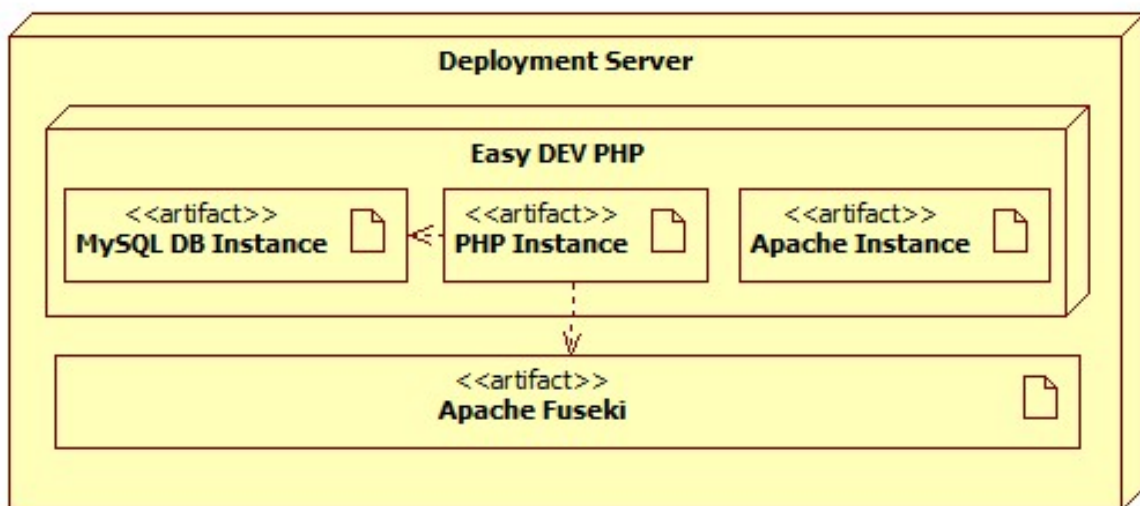 Deployment Server
Easy DEV PHP
<<artifact>>
MySQL DB Instance
<<artifact>>
PHP Instance
<<artifact>>
Apache Instance
<<artifact>>
Apache Fuseki